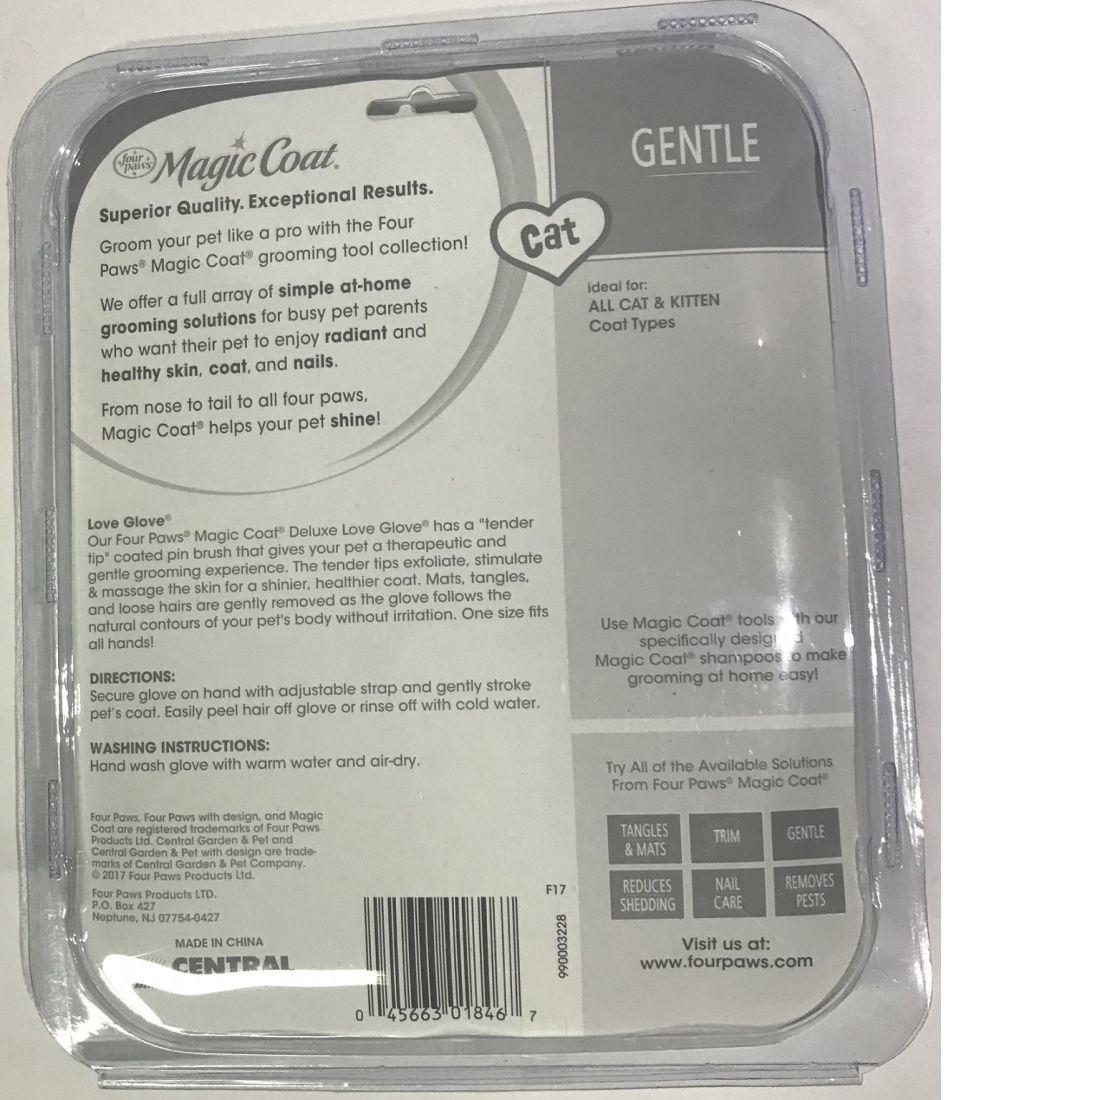 four paws
Magic Coat®
Superior Quality. Exceptional Results.
Groom your pet like a pro with the Four
Paws® Magic Coat® grooming tool collection!
We offer a full array of simple at-home
grooming solutions for busy pet parents
who want their pet to enjoy radiant and
healthy skin, coat, and nails.
From nose to tail to all four paws,
Magic Coat® helps your pet shine!
Love Glove®
Our Four Paws® Magic Coat® Deluxe Love Glove® has a "tender
tip" coated pin brush that gives your pet a therapeutic and
gentle grooming experience. The tender tips exfoliate, stimulate
& massage the skin for a shinier, healthier coat. Mats, tangles,
and loose hairs are gently removed as the glove follows the
natural contours of your pet's body without irritation. One size fits
all hands!
DIRECTIONS:
Secure glove on hand with adjustable strap and gently stroke
pet's coat. Easily peel hair off glove or rinse off with cold water.
WASHING INSTRUCTIONS:
Hand wash glove with warm water and air-dry.
Four Paws, Four Paws with design, and Magic
Coat are registered trademarks of Four Paws
Products Ltd. Central Garden & Pet and
Central Garden & Pet with design are trade-
marks of Central Garden & Pet Company.
© 2017 Four Paws Products Ltd.
Four Paws Products LTD.
P.O. Box 427
Neptune, NJ 07754-0427
MADE IN CHINA
CENTRAL
0 45663 01846 7
F17
990003228
GENTLE
cat
ideal for:
ALL CAT & KITTEN
Coat Types
Use Magic Coat® tools our
specifically
Magic Coat® shampoos to make
grooming at home easy!
Try All of the Available Solutions
From Four Paws® Magic Coat®
TANGLES
& MATS
TRIM
GENTLE
REDUCES
SHEDDING
NAIL
CARE
REMOVES
PESTS
Visit us at:
www.fourpaws.com